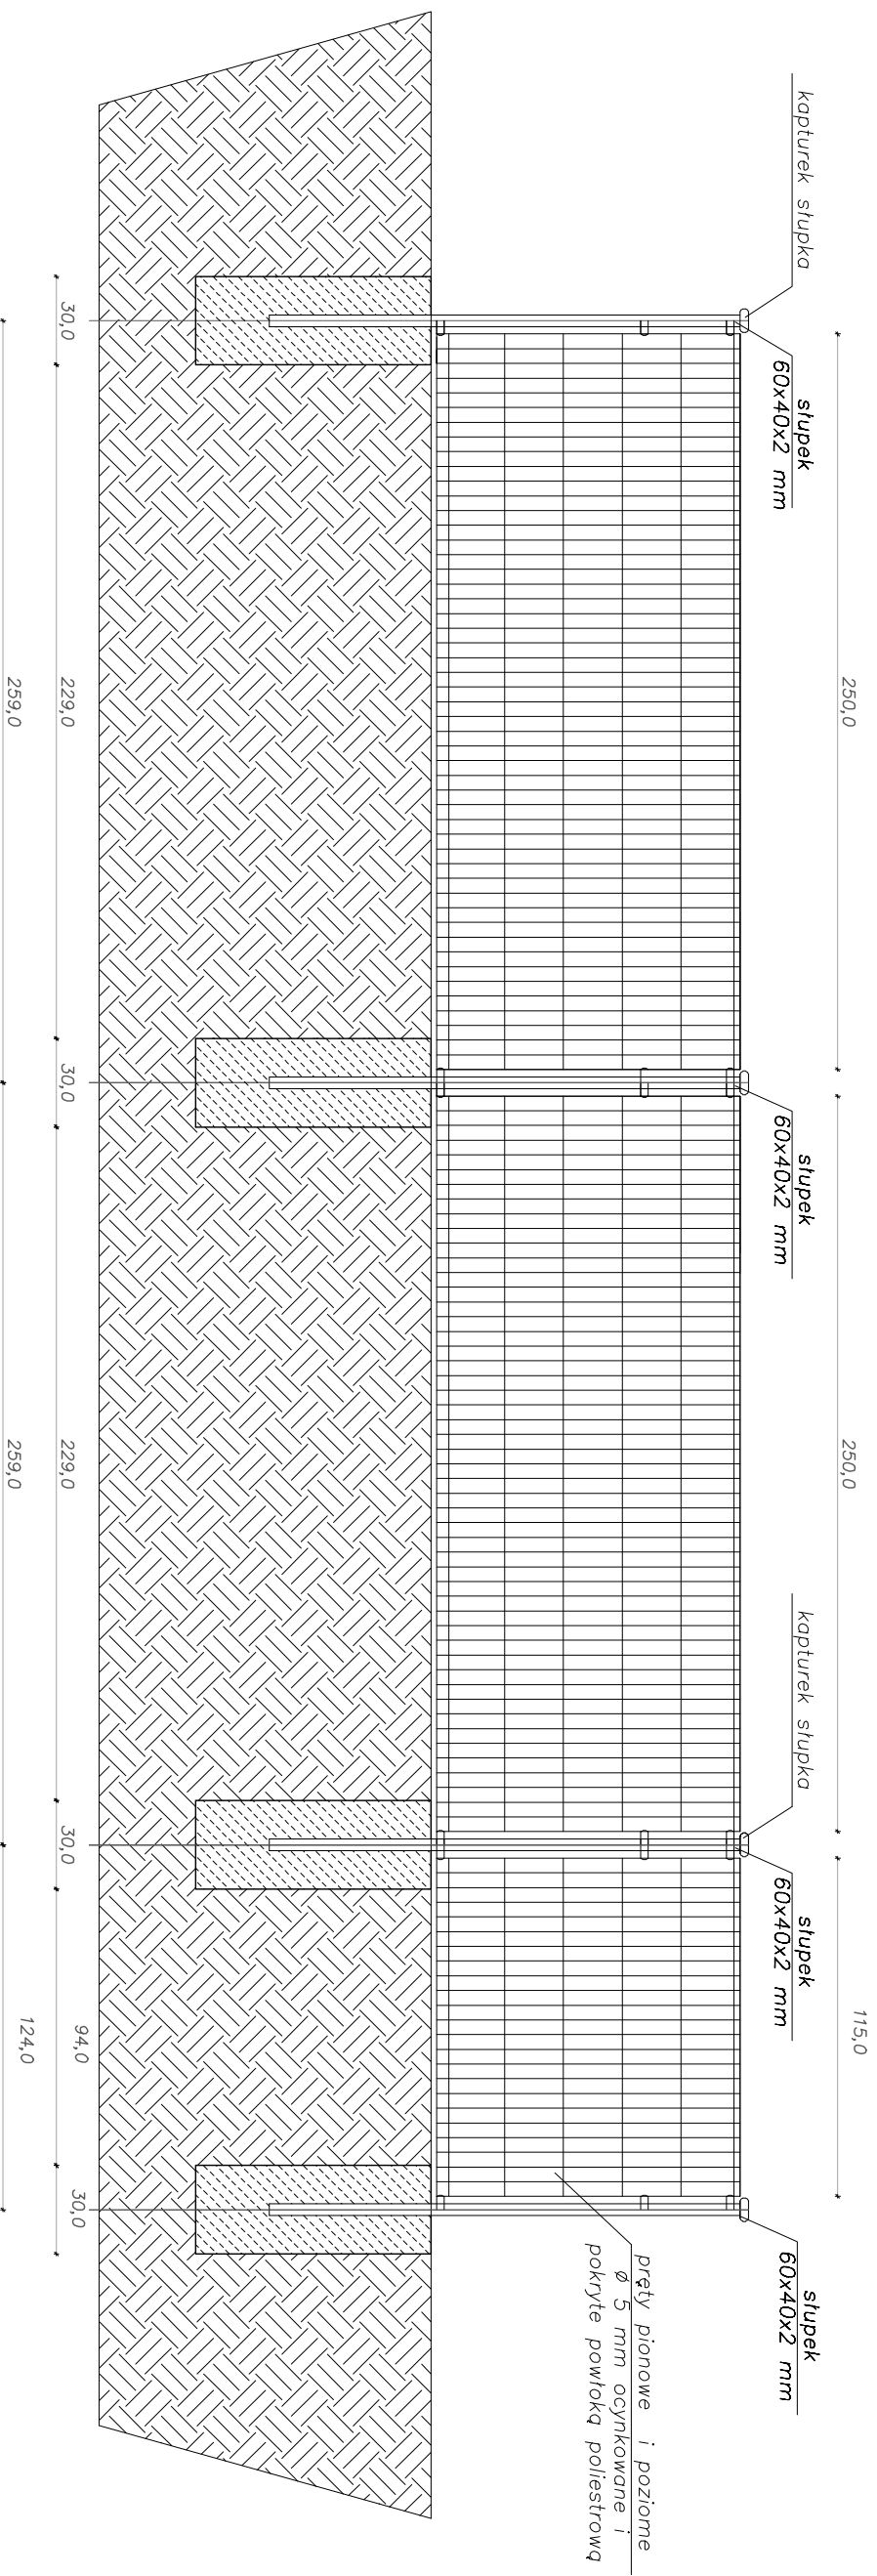 kapturek słupka
słupek
60x40x2 mm
słupek
60x40x2 mm
kapturek słupka
słupek
60x40x2 mm
słupek
60x40x2 mm
250,0
250,0
115,0
pręty pionowe i poziome
ø 5 mm ocynkowane i
pokryte powłoką poliestrową
30,0
229,0
30,0
229,0
30,0
94,0
30,0
259,0
259,0
124,0